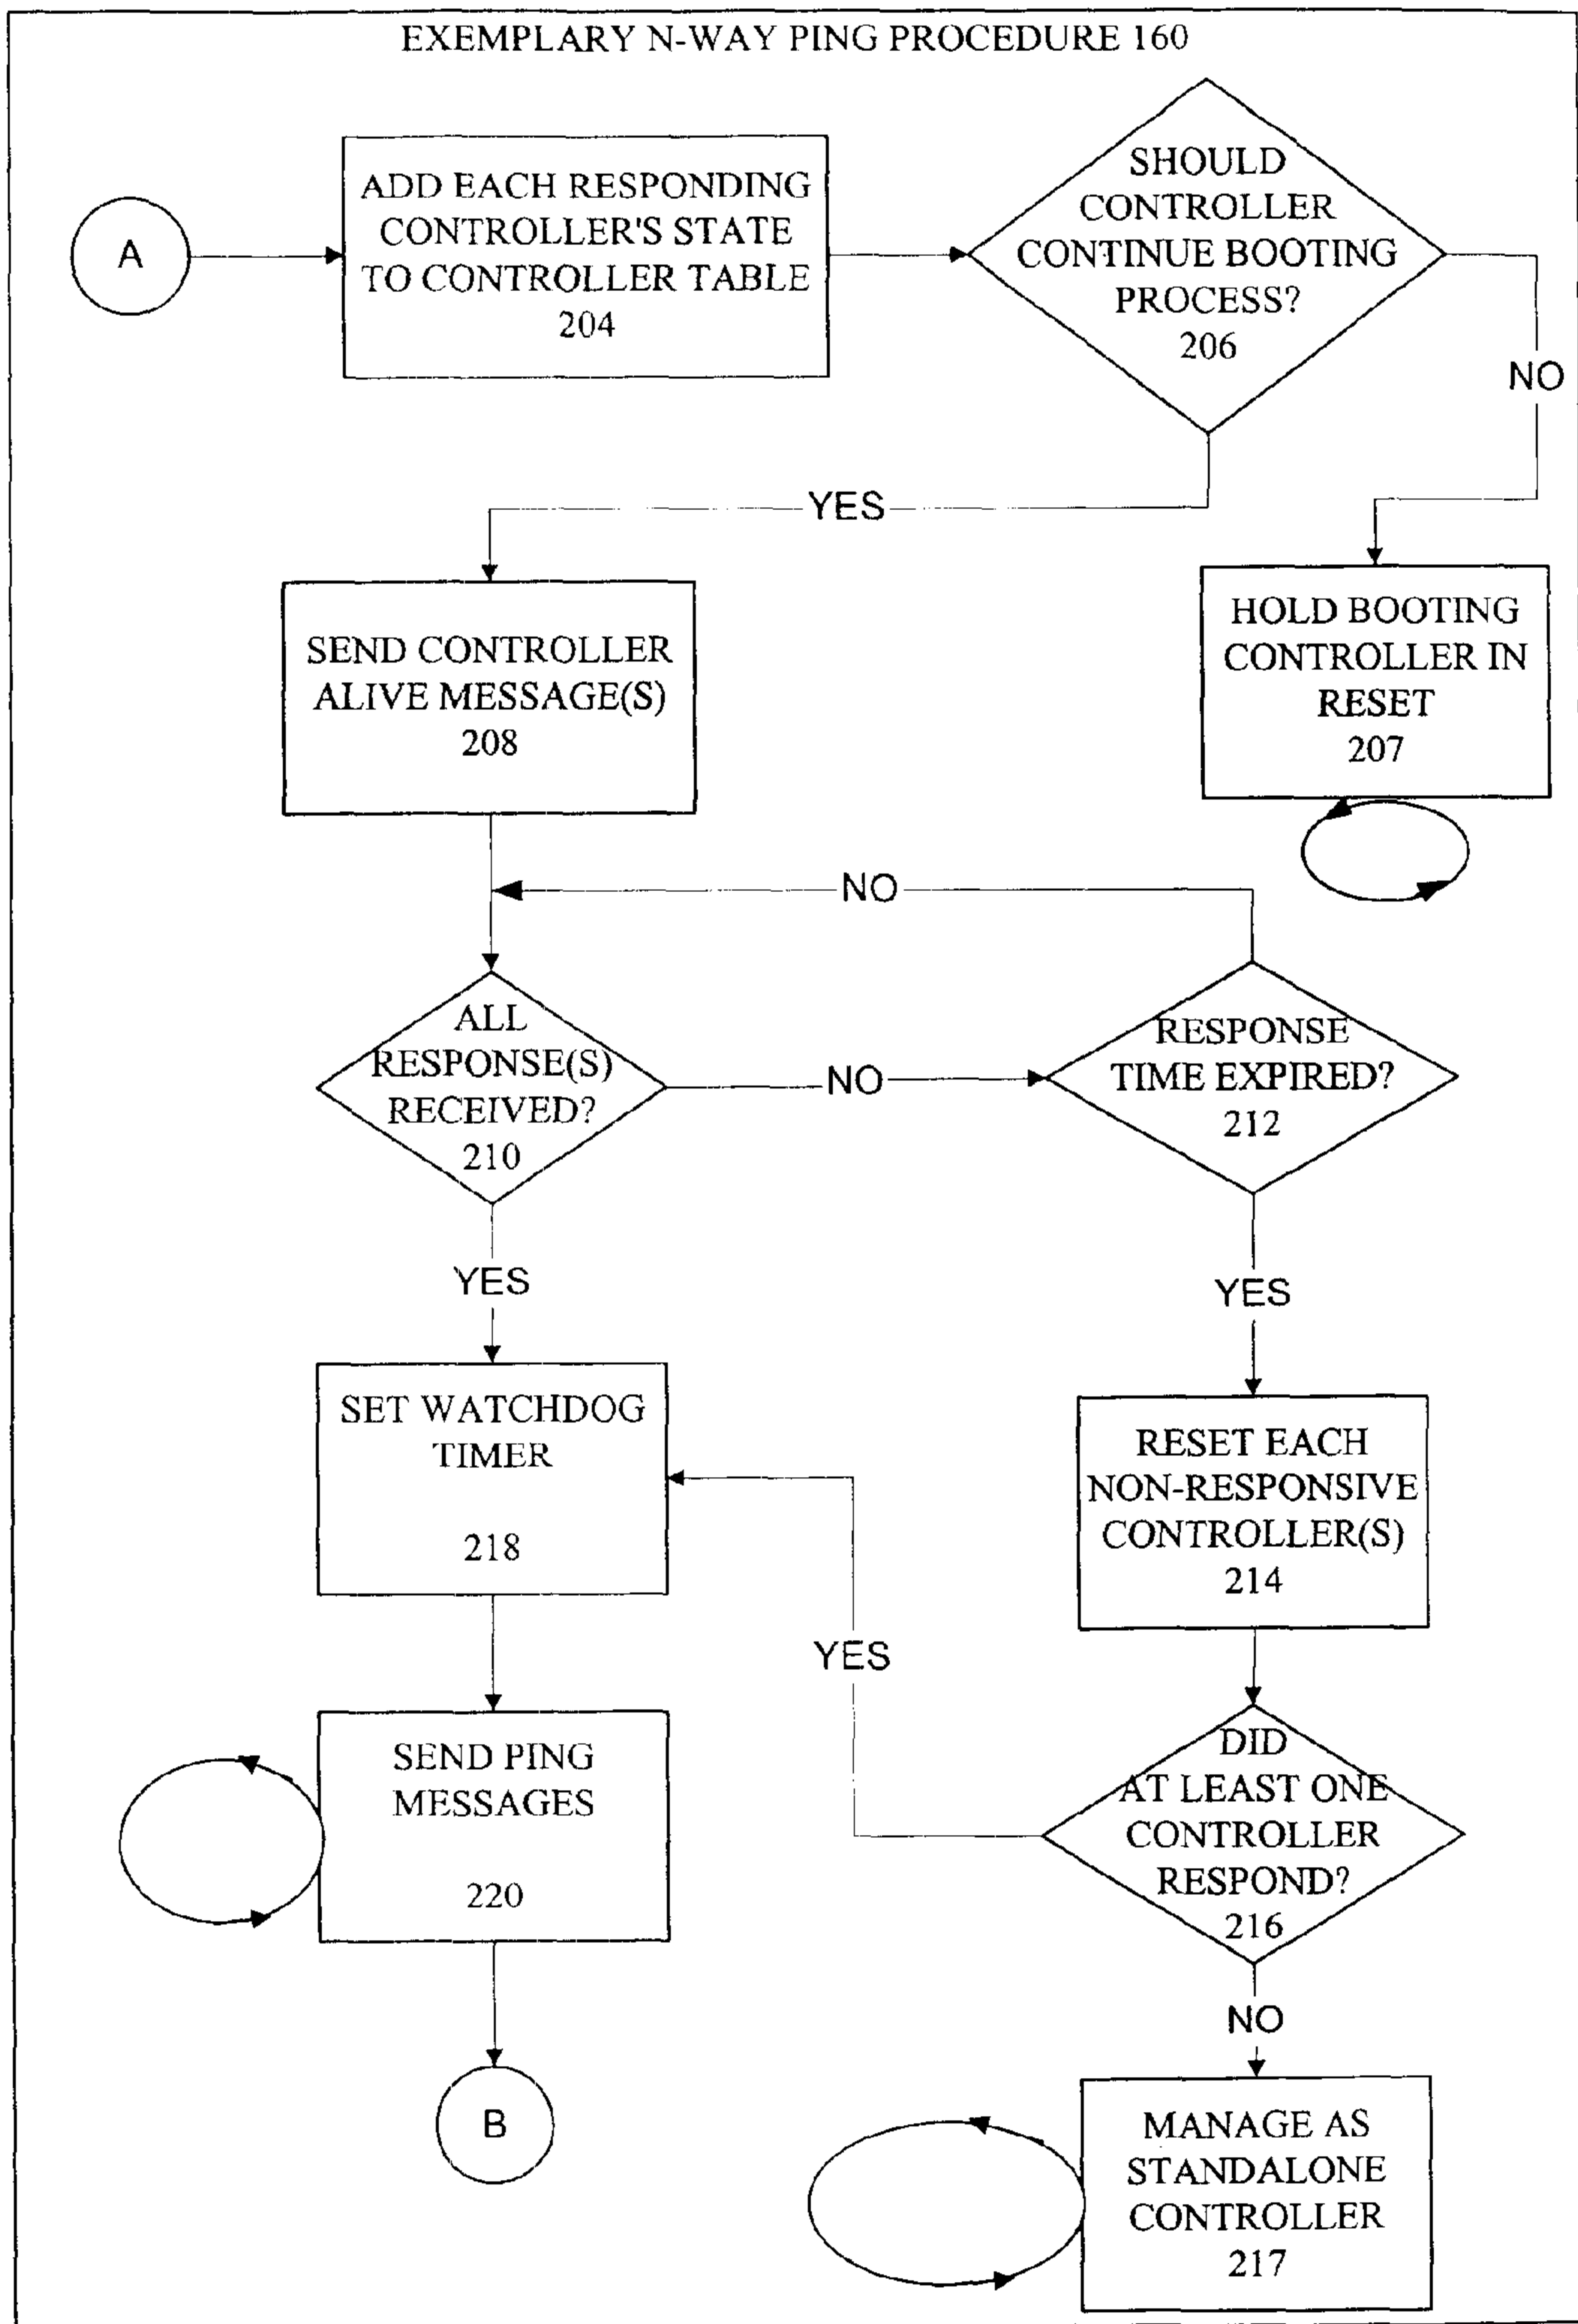 EXEMPLARY N-WAY PING PROCEDURE 160
A
ADD EACH RESPONDING
CONTROLLER'S STATE
TO CONTROLLER TABLE
204
SHOULD
CONTROLLER
CONTINUE BOOTING
PROCESS?
206
NO
YES
HOLD BOOTING
CONTROLLER IN
RESET
207
SEND CONTROLLER
ALIVE MESSAGE(S)
208
NO
ALL
RESPONSE(S)
RECEIVED?
210
NO
RESPONSE
TIME EXPIRED?
212
YES
YES
SET WATCHDOG
TIMER
218
RESET EACH
NON-RESPONSIVE
CONTROLLER(S)
214
YES
SEND PING
MESSAGES
220
DID
AT LEAST ONE
CONTROLLER
RESPOND?
216
NO
B
MANAGE AS
STANDALONE
CONTROLLER
217